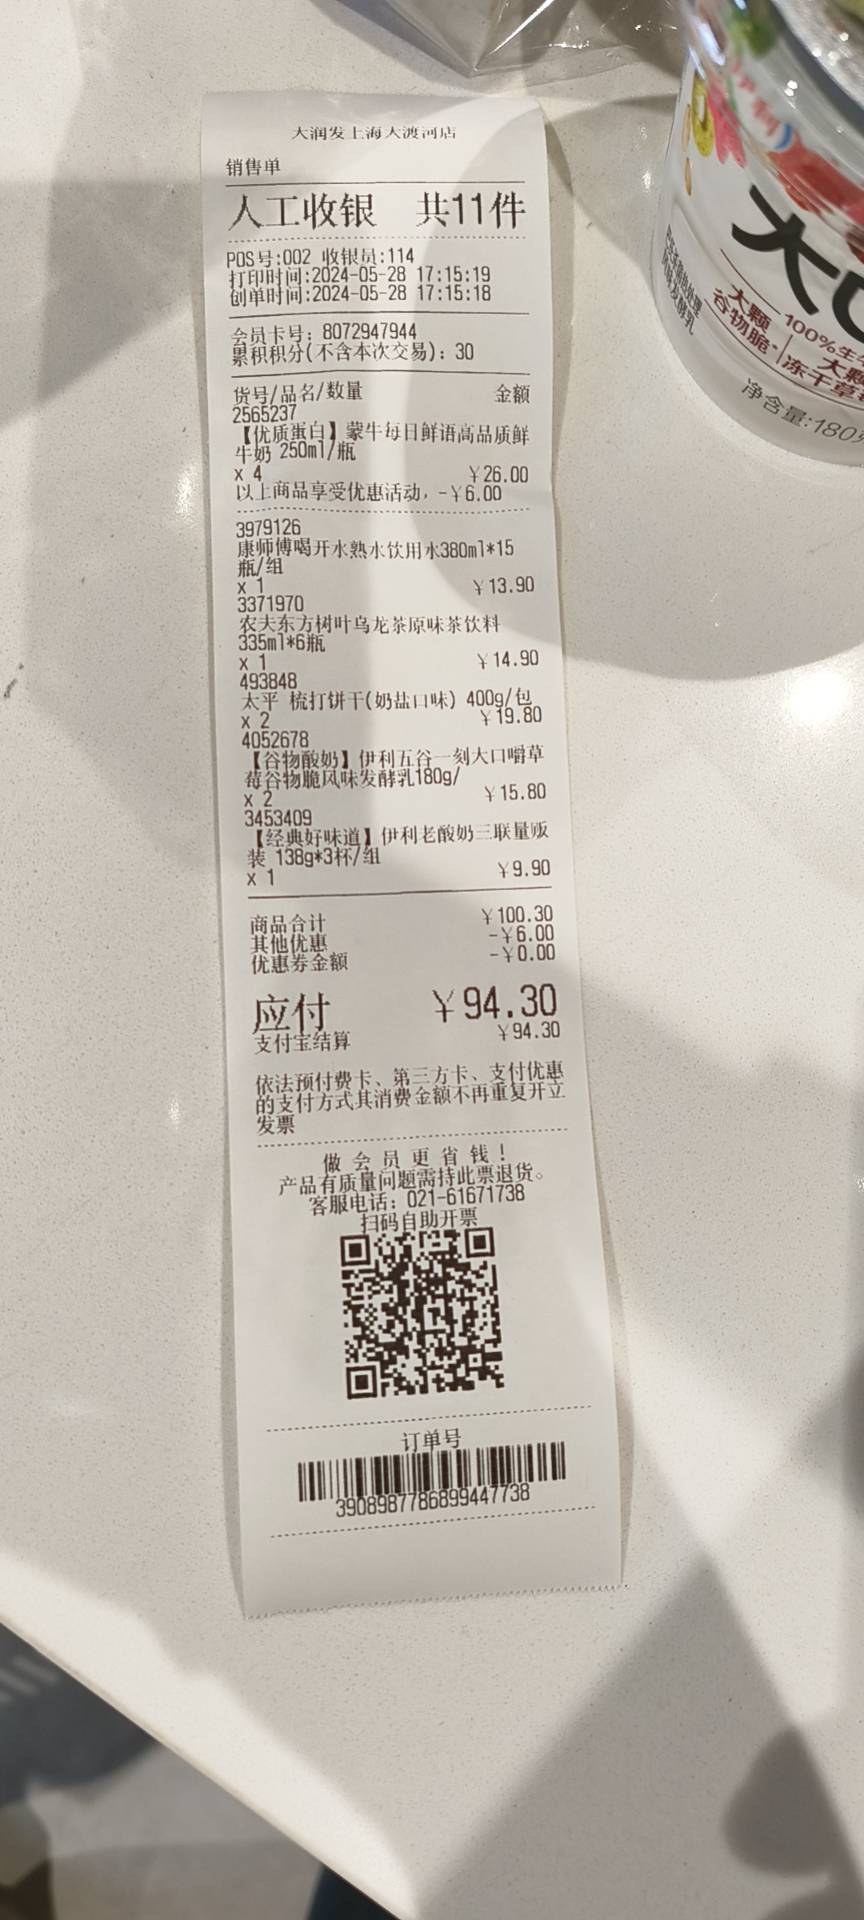 大润发上海大渡河店
销售单
人工收银 共11件
POS号:002 收银员:114
打印时间:2024-05-28 17:15:19
创单时间:2024-05-28 17:15:18
会员卡号: 8072947944
累积积分(不含本次交易): 30
货号/品名/数量 金额
2565237
【优质蛋白】蒙牛每日鲜语高品质鲜
牛奶 250ml/瓶
x 4 ￥26.00
以上商品享受优惠活动, -￥6.00
3979126
康师傅喝开水熟水饮用水380ml*15
瓶/组
x 1 ￥13.90
3371970
农夫东方树叶乌龙茶原味茶饮料
335ml*6瓶
x 1 ￥14.90
493848
太平 梳打饼干(奶盐口味) 400g/包
x 2 ￥19.80
4052678
【谷物酸奶】伊利五谷一刻大口嚼草
莓谷物脆风味发酵乳180g/
x 2 ￥15.80
3453409
【经典好味道】伊利老酸奶三联量贩
装 138g*3杯/组
x 1 ￥9.90
商品合计 ￥100.30
其他优惠 -￥6.00
优惠券金额 -￥0.00
应付 ￥94.30
支付宝结算 ￥94.30
依法预付费卡、第三方卡、支付优惠
的支付方式其消费金额不再重复开立
发票
做会员更省钱!
产品有质量问题需持此票退货。
客服电话: 021-61671738
扫码自助开票
订单号
3908987786899447738
大口
大颗
谷物脆
100%生
大颗
冻干草莓
风味发酵乳
净含量:180